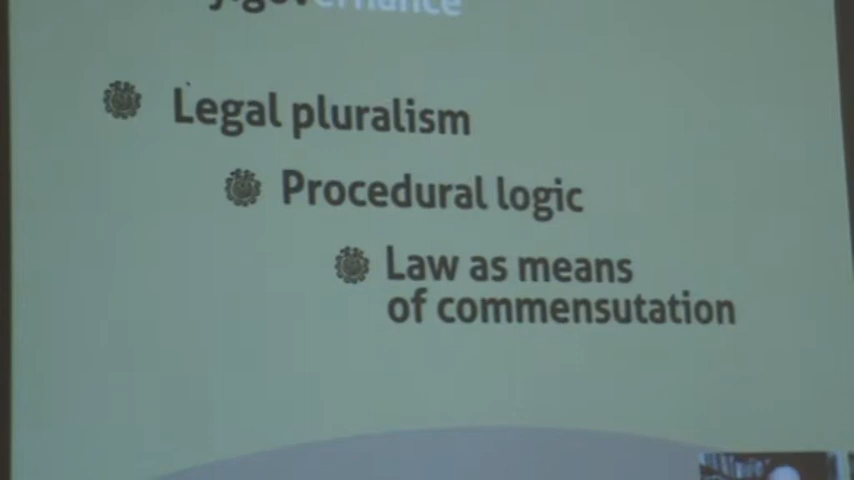 Legal pluralism
Procedural logic
Law as means
of commensutation